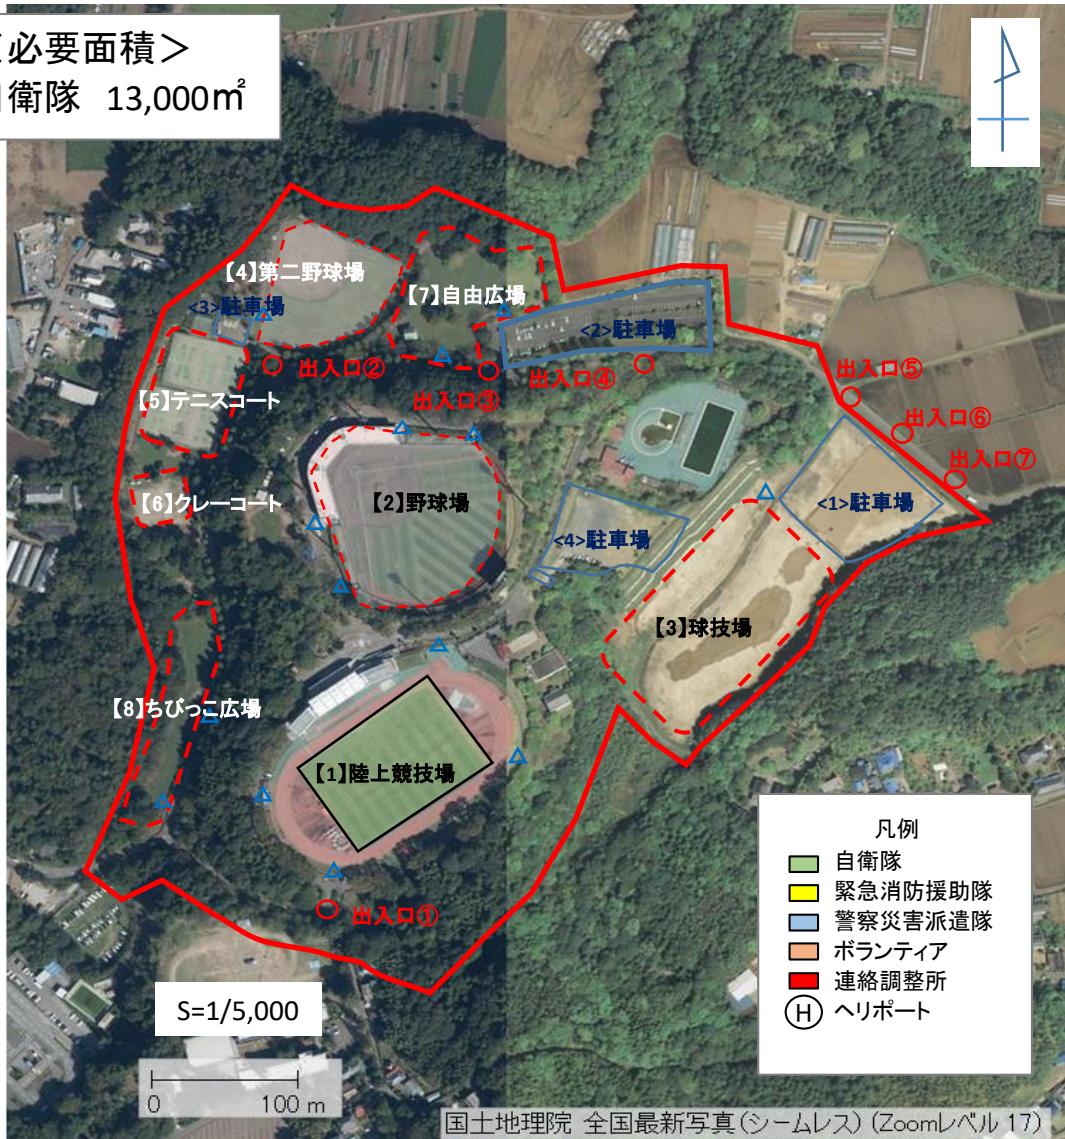 必要面積＞
衛隊 13,000㎡
【4】第二野球場
<3>駐車場
【7】自由広場
<2>駐車場
出入口②
出入口③
出入口④
出入口⑤
出入口⑥
出入口⑦
【5】テニスコート
【6】クレーコート
【2】野球場
<4>駐車場
<1>駐車場
【3】球技場
【8】ちびっこ広場
【1】陸上競技場
出入口①
凡例
自衛隊
緊急消防援助隊
警察災害派遣隊
ボランティア
連絡調整所
H ヘリポート
S=1/5,000
0 100 m
国土地理院 全国最新写真(シームレス) (Zoomレベル 17)